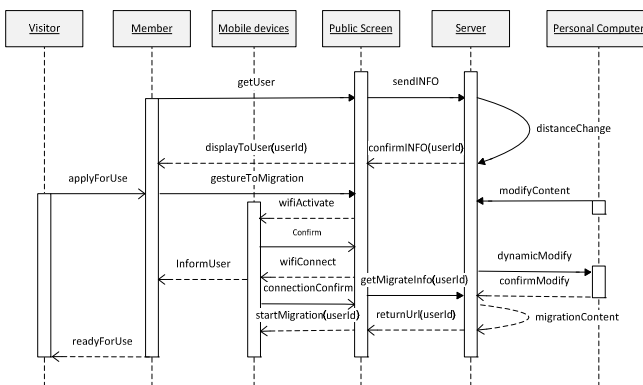 Visitor
Member
Mobile devices
Public Screen
Server
Personal Computer
getUser
sendINFO
distanceChange
displayToUser(userId)
confirmINFO(userId)
applyForUse
gestureToMigration
modifyContent
wifiActivate
Confirm
dynamicModify
InformUser
wifiConnect
getMigrateInfo(userId)
confirmModify
connectionConfirm
startMigration(userId)
returnUrl(userId)
migrationContent
readyForUse